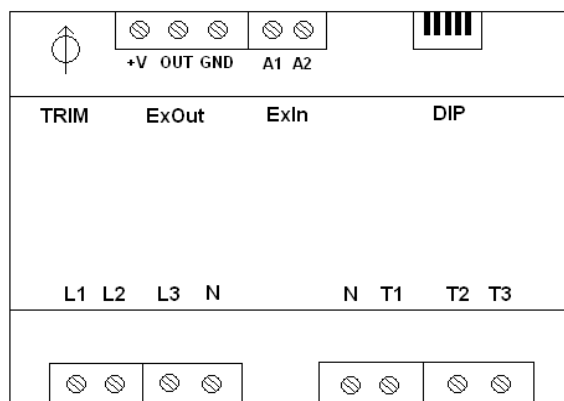 +V OUT GND A1 A2
TRIM ExOut ExIn DIP
L1 L2 L3 N N T1 T2 T3